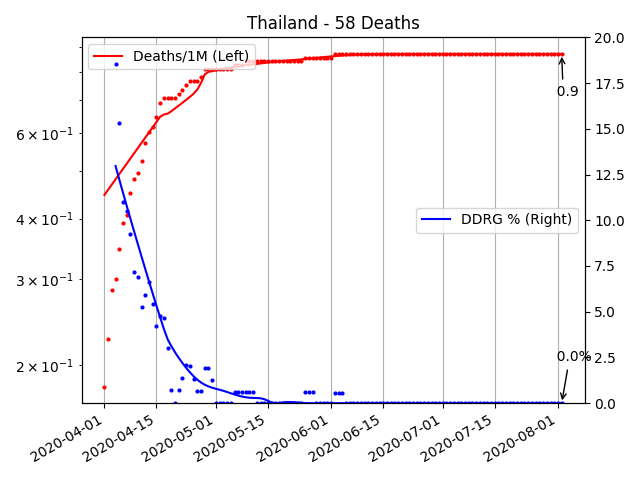 Thailand - 58 Deaths
Deaths/1M (Left)
DDRG % (Right)
6 × 10⁻¹
4 × 10⁻¹
3 × 10⁻¹
2 × 10⁻¹
20.0
17.5
15.0
12.5
10.0
7.5
5.0
2.5
0.0
0.9
0.0%
2020-04-01
2020-04-15
2020-05-01
2020-05-15
2020-06-01
2020-06-15
2020-07-01
2020-07-15
2020-08-01